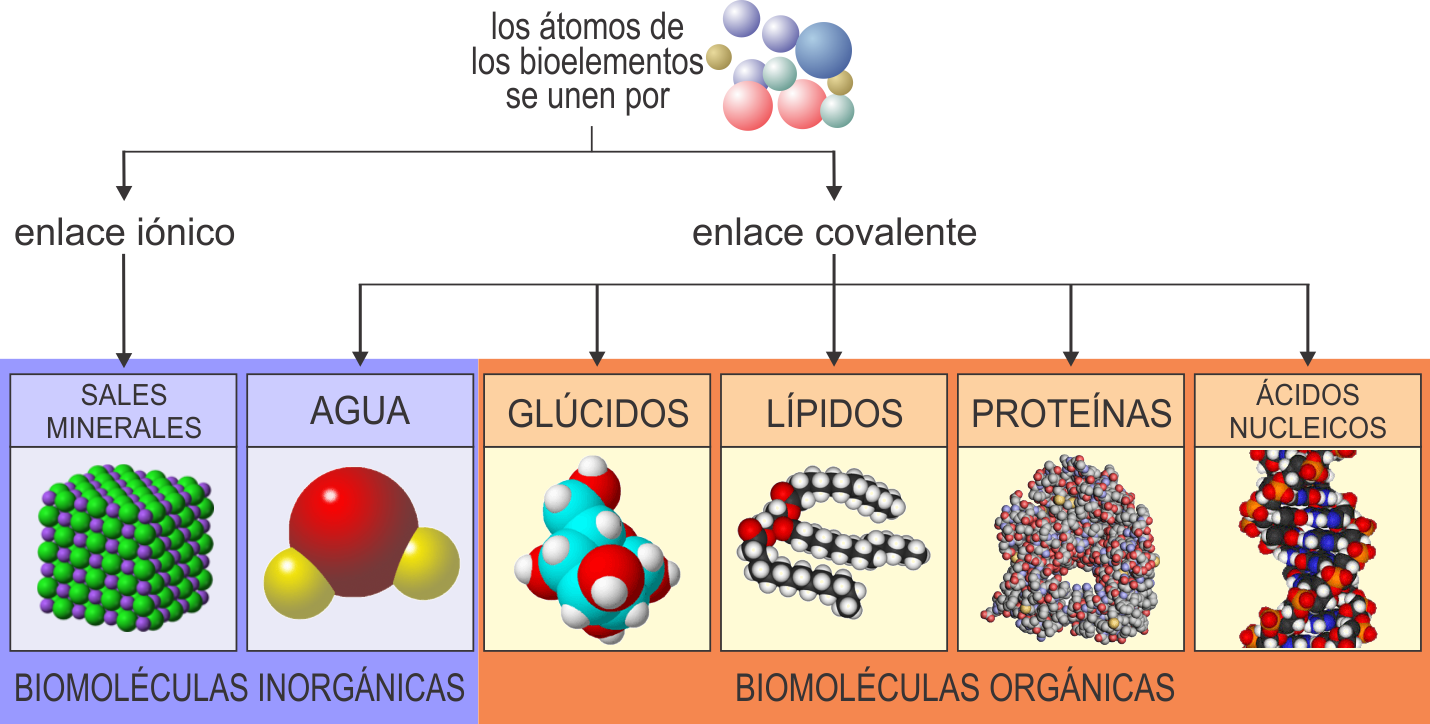 los átomos de
los bioelementos
se unen por
enlace iónico
enlace covalente
SALES
MINERALES
AGUA
GLÚCIDOS
LÍPIDOS
PROTEÍNAS
ÁCIDOS
NUCLEICOS
BIOMOLÉCULAS INORGÁNICAS
BIOMOLÉCULAS ORGÁNICAS